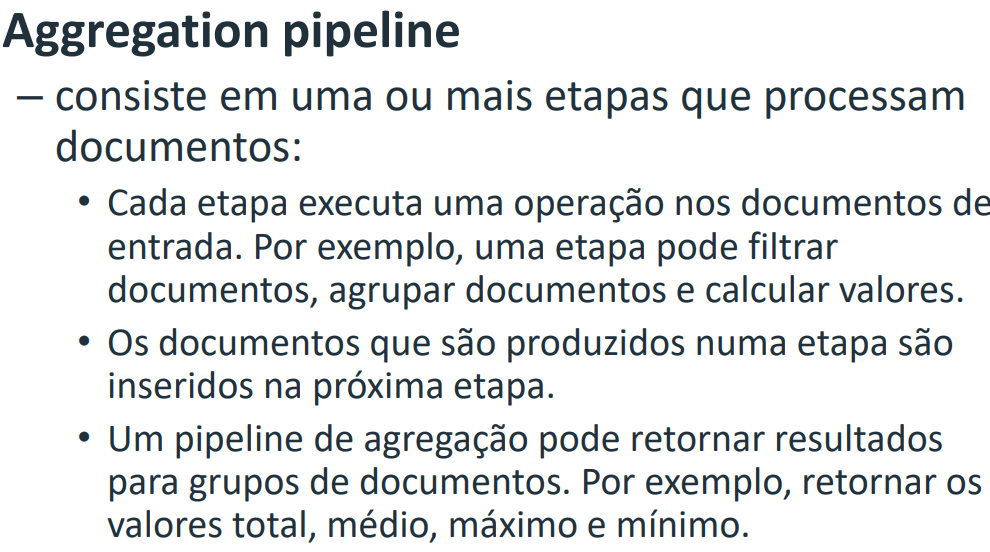 Aggregation pipeline
– consiste em uma ou mais etapas que processam
documentos:
• Cada etapa executa uma operação nos documentos de
entrada. Por exemplo, uma etapa pode filtrar
documentos, agrupar documentos e calcular valores.
• Os documentos que são produzidos numa etapa são
inseridos na próxima etapa.
• Um pipeline de agregação pode retornar resultados
para grupos de documentos. Por exemplo, retornar os
valores total, médio, máximo e mínimo.